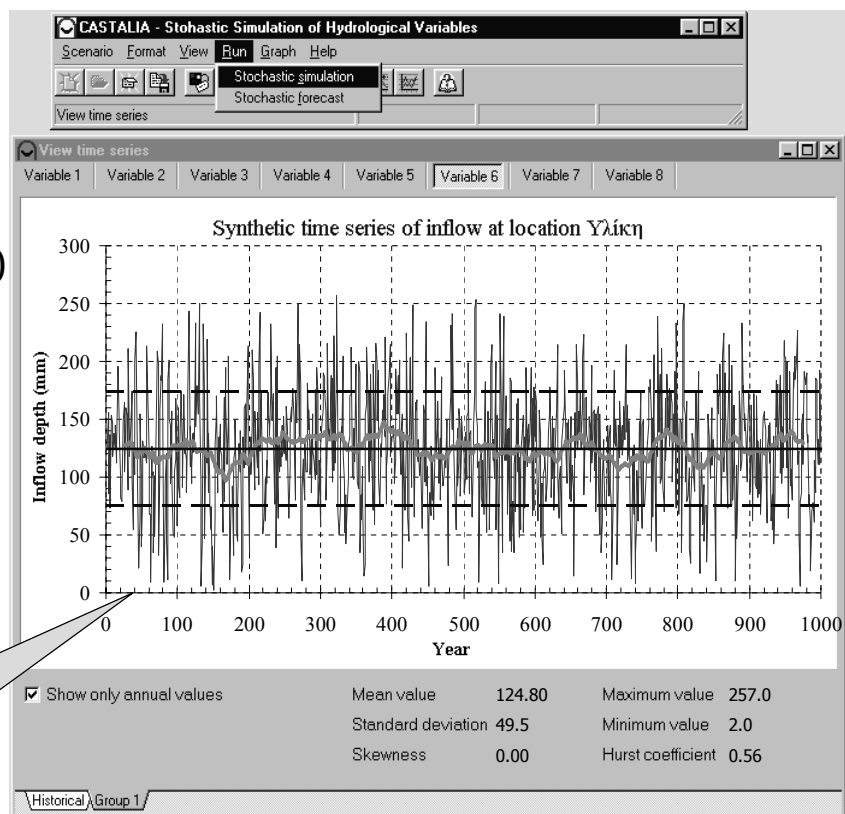 CASTALIA - Stohastic Simulation of Hydrological Variables
Scenario Format View Run Graph Help
Stochastic simulation
Stochastic forecast
View time series
View time series
Variable 1 Variable 2 Variable 3 Variable 4 Variable 5 Variable 6 Variable 7 Variable 8
Synthetic time series of inflow at location Υλίκη
300
)
250
200
150
100
50
0
Inflow depth (mm)
0 100 200 300 400 500 600 700 800 900 1000
Year
Show only annual values Mean value 124.80 Maximum value 257.0
Standard deviation 49.5 Minimum value 2.0
Skewness 0.00 Hurst coefficient 0.56
Historical Group 1